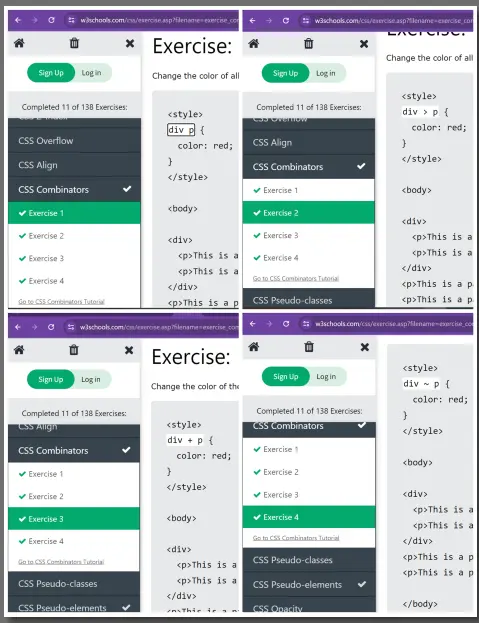 w3schools.com/css/exercise.asp?filename=exercise_com
Sign Up
Log in
Completed 11 of 138 Exercises:
CSS Overflow
CSS Align
CSS Combinators
Exercise 1
Exercise 2
Exercise 3
Exercise 4
Go to CSS Combinators Tutorial
Exercise:
Change the color of all
<style>
div p {
color: red;
}
</style>
<body>
<div>
<p>This is a
<p>This is a
</div>
<p>This is a p
w3schools.com/css/exercise.asp?filename=exercise_cor
Sign Up
Log in
Completed 11 of 138 Exercises:
CSS Overflow
CSS Align
CSS Combinators
Exercise 1
Exercise 2
Exercise 3
Exercise 4
Go to CSS Combinators Tutorial
CSS Pseudo-classes
Exercise:
Change the color of all
<style>
div > p {
color: red;
}
</style>
<body>
<div>
<p>This is a
<p>This is a
</div>
<p>This is a pa
<p>This is a pa
w3schools.com/css/exercise.asp?filename=exercise_com
Sign Up
Log in
Completed 11 of 138 Exercises:
CSS Align
CSS Combinators
Exercise 1
Exercise 2
Exercise 3
Exercise 4
Go to CSS Combinators Tutorial
CSS Pseudo-classes
CSS Pseudo-elements
Exercise:
Change the color of the
<style>
div + p {
color: red;
}
</style>
<body>
<div>
<p>This is a
<p>This is a
</div>
<p>This is a p
w3schools.com/css/exercise.asp?filename=exercise_cor
Sign Up
Log in
Completed 11 of 138 Exercises:
CSS Combinators
Exercise 1
Exercise 2
Exercise 3
Exercise 4
Go to CSS Combinators Tutorial
CSS Pseudo-classes
CSS Pseudo-elements
CSS Opacity
<style>
div ~ p {
color: red;
}
</style>
<body>
<div>
<p>This is a
<p>This is a
</div>
<p>This is a pa
<p>This is a pa
</body>